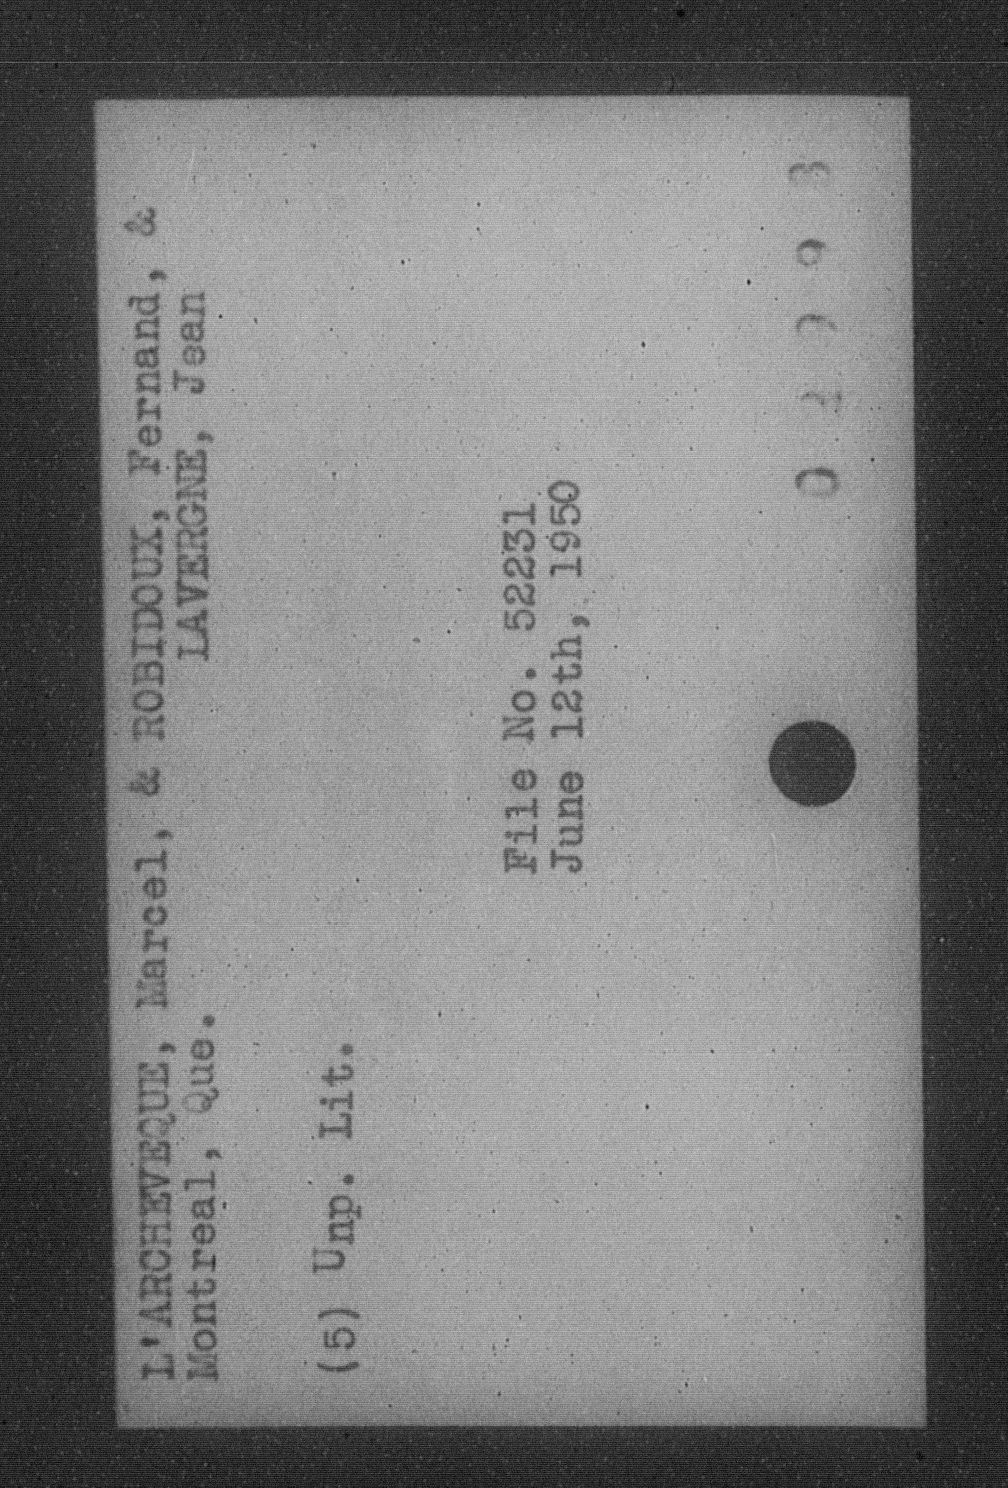 L'ARCHEVEQUE, Marcel, & ROBIDOUX, Fernand, &
Montreal, Que. LAVERGNE, Jean
(5) Unp. Lit.
File No. 52231
June 12th, 1950